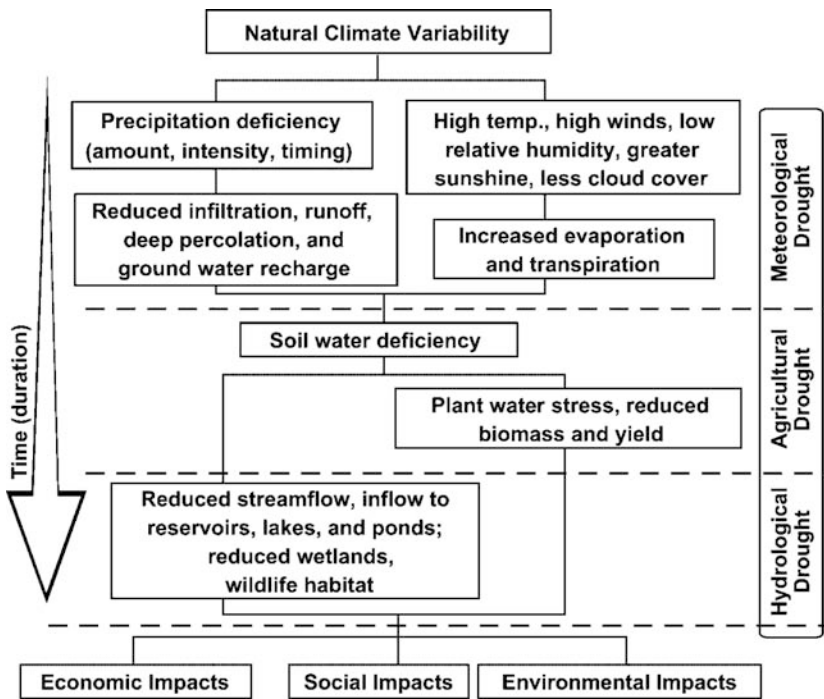 Natural Climate Variability
Precipitation deficiency
(amount, intensity, timing)
High temp., high winds, low
relative humidity, greater
sunshine, less cloud cover
Reduced infiltration, runoff,
deep percolation, and
ground water recharge
Increased evaporation
and transpiration
Meteorological
Drought
Soil water deficiency
Plant water stress, reduced
biomass and yield
Agricultural
Drought
Time (duration)
Reduced streamflow, inflow to
reservoirs, lakes, and ponds;
reduced wetlands,
wildlife habitat
Hydrological
Drought
Economic Impacts
Social Impacts
Environmental Impacts